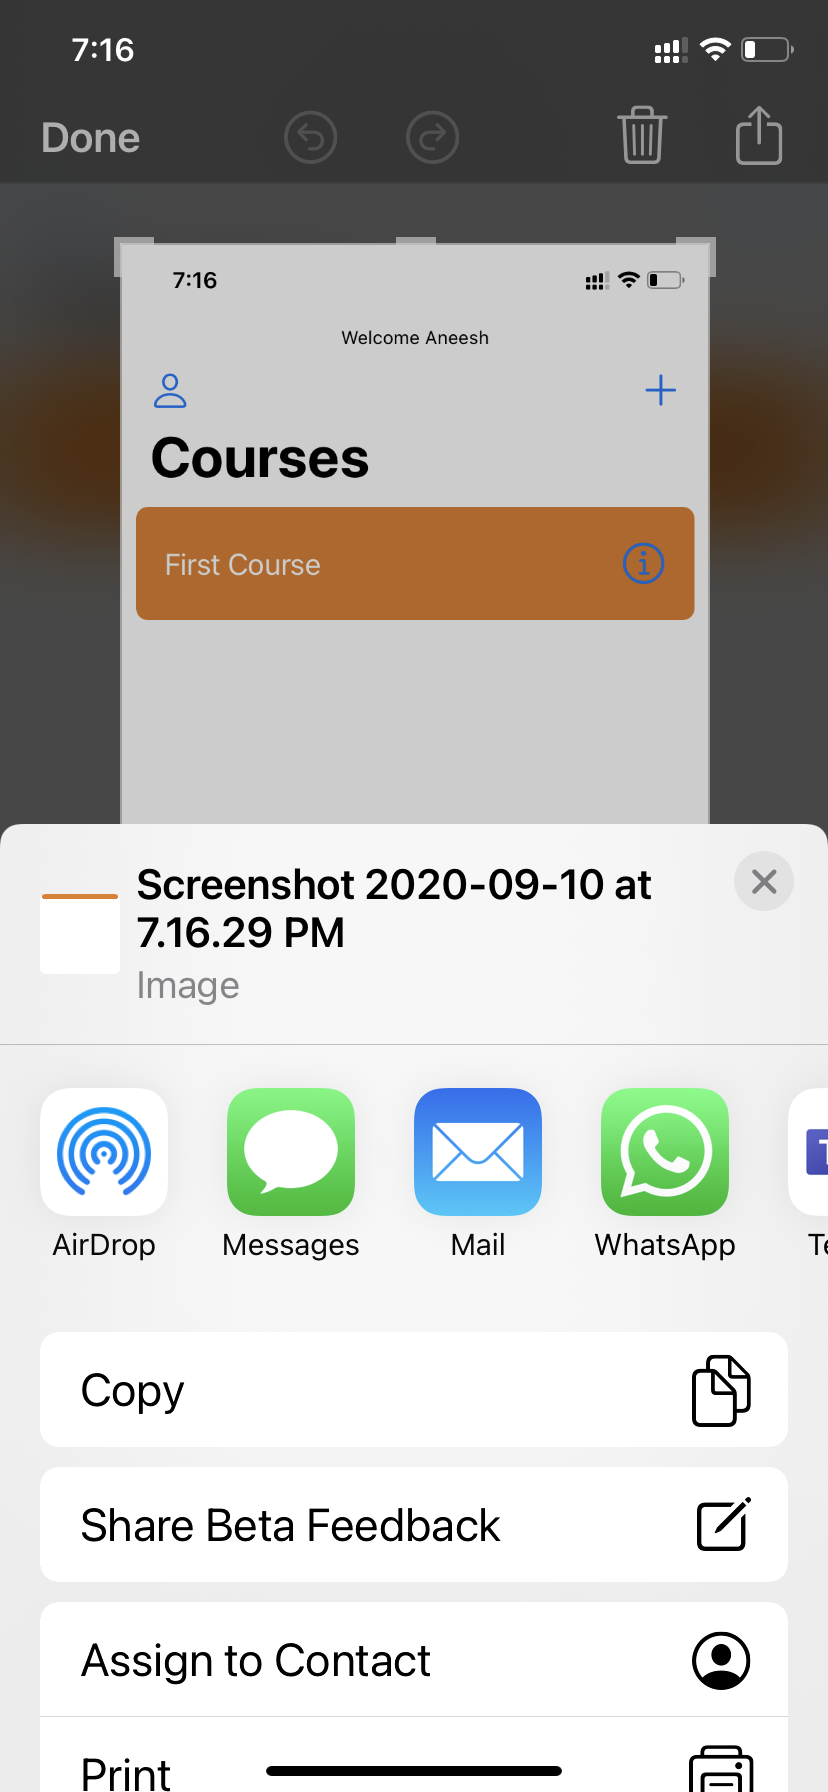 7:16
Done
7:16
Welcome Aneesh
Courses
First Course
Screenshot 2020-09-10 at
7.16.29 PM
Image
AirDrop
Messages
Mail
WhatsApp
Copy
Share Beta Feedback
Assign to Contact
Print